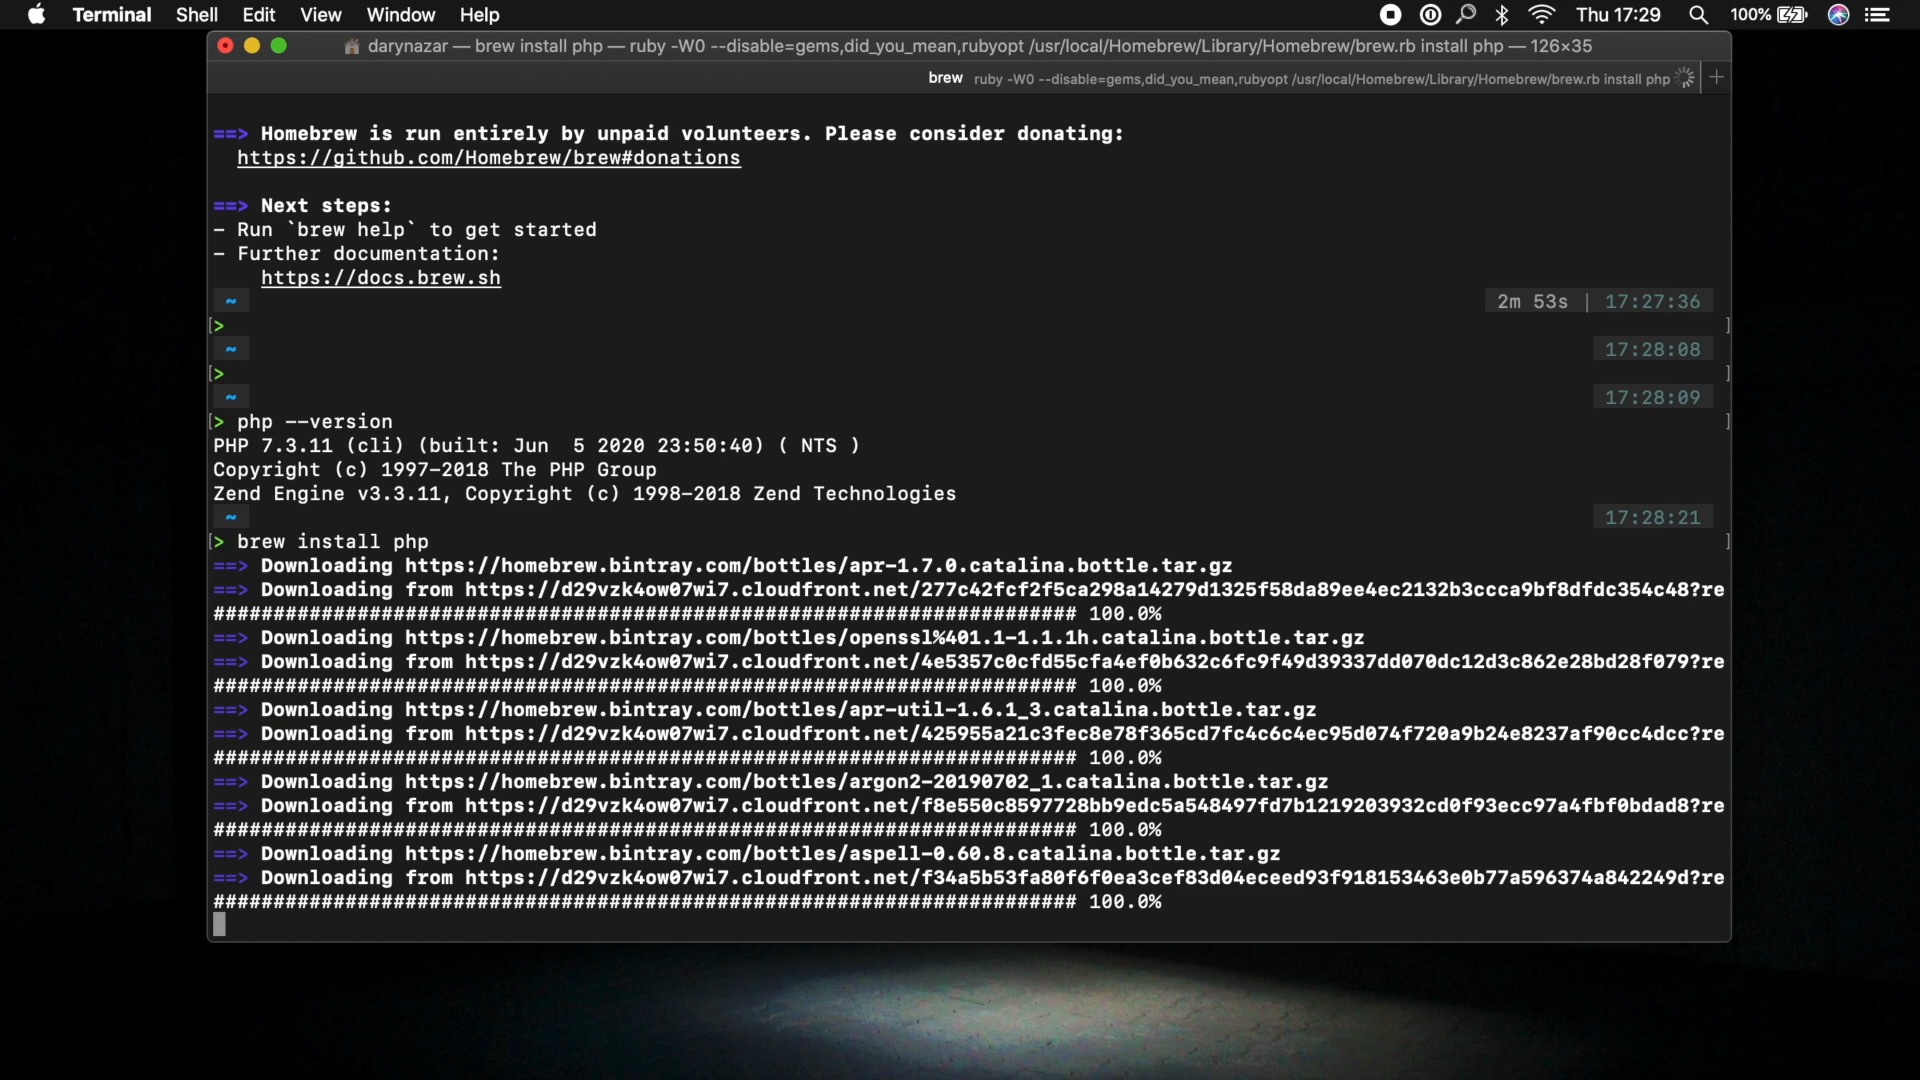 Terminal Shell Edit View Window Help Thu 17:29 100%
darynazar — brew install php — ruby -W0 --disable=gems,did_you_mean,rubyopt /usr/local/Homebrew/Library/Homebrew/brew.rb install php — 126×35
brew ruby -W0 --disable=gems,did_you_mean,rubyopt /usr/local/Homebrew/Library/Homebrew/brew.rb install php +
==> Homebrew is run entirely by unpaid volunteers. Please consider donating:
https://github.com/Homebrew/brew#donations
==> Next steps:
- Run `brew help` to get started
- Further documentation:
https://docs.brew.sh
~ 2m 53s | 17:27:36
[> ]
~ 17:28:08
[> ]
~ 17:28:09
[> php --version ]
PHP 7.3.11 (cli) (built: Jun  5 2020 23:50:40) ( NTS )
Copyright (c) 1997-2018 The PHP Group
Zend Engine v3.3.11, Copyright (c) 1998-2018 Zend Technologies
~ 17:28:21
[> brew install php ]
==> Downloading https://homebrew.bintray.com/bottles/apr-1.7.0.catalina.bottle.tar.gz
==> Downloading from https://d29vzk4ow07wi7.cloudfront.net/277c42fcf2f5ca298a14279d1325f58da89ee4ec2132b3ccca9bf8dfdc354c48?re
######################################################################## 100.0%
==> Downloading https://homebrew.bintray.com/bottles/openssl%401.1-1.1.1h.catalina.bottle.tar.gz
==> Downloading from https://d29vzk4ow07wi7.cloudfront.net/4e5357c0cfd55cfa4ef0b632c6fc9f49d39337dd070dc12d3c862e28bd28f079?re
######################################################################## 100.0%
==> Downloading https://homebrew.bintray.com/bottles/apr-util-1.6.1_3.catalina.bottle.tar.gz
==> Downloading from https://d29vzk4ow07wi7.cloudfront.net/425955a21c3fec8e78f365cd7fc4c6c4ec95d074f720a9b24e8237af90cc4dcc?re
######################################################################## 100.0%
==> Downloading https://homebrew.bintray.com/bottles/argon2-20190702_1.catalina.bottle.tar.gz
==> Downloading from https://d29vzk4ow07wi7.cloudfront.net/f8e550c8597728bb9edc5a548497fd7b1219203932cd0f93ecc97a4fbf0bdad8?re
######################################################################## 100.0%
==> Downloading https://homebrew.bintray.com/bottles/aspell-0.60.8.catalina.bottle.tar.gz
==> Downloading from https://d29vzk4ow07wi7.cloudfront.net/f34a5b53fa80f6f0ea3cef83d04eceed93f918153463e0b77a596374a842249d?re
######################################################################## 100.0%